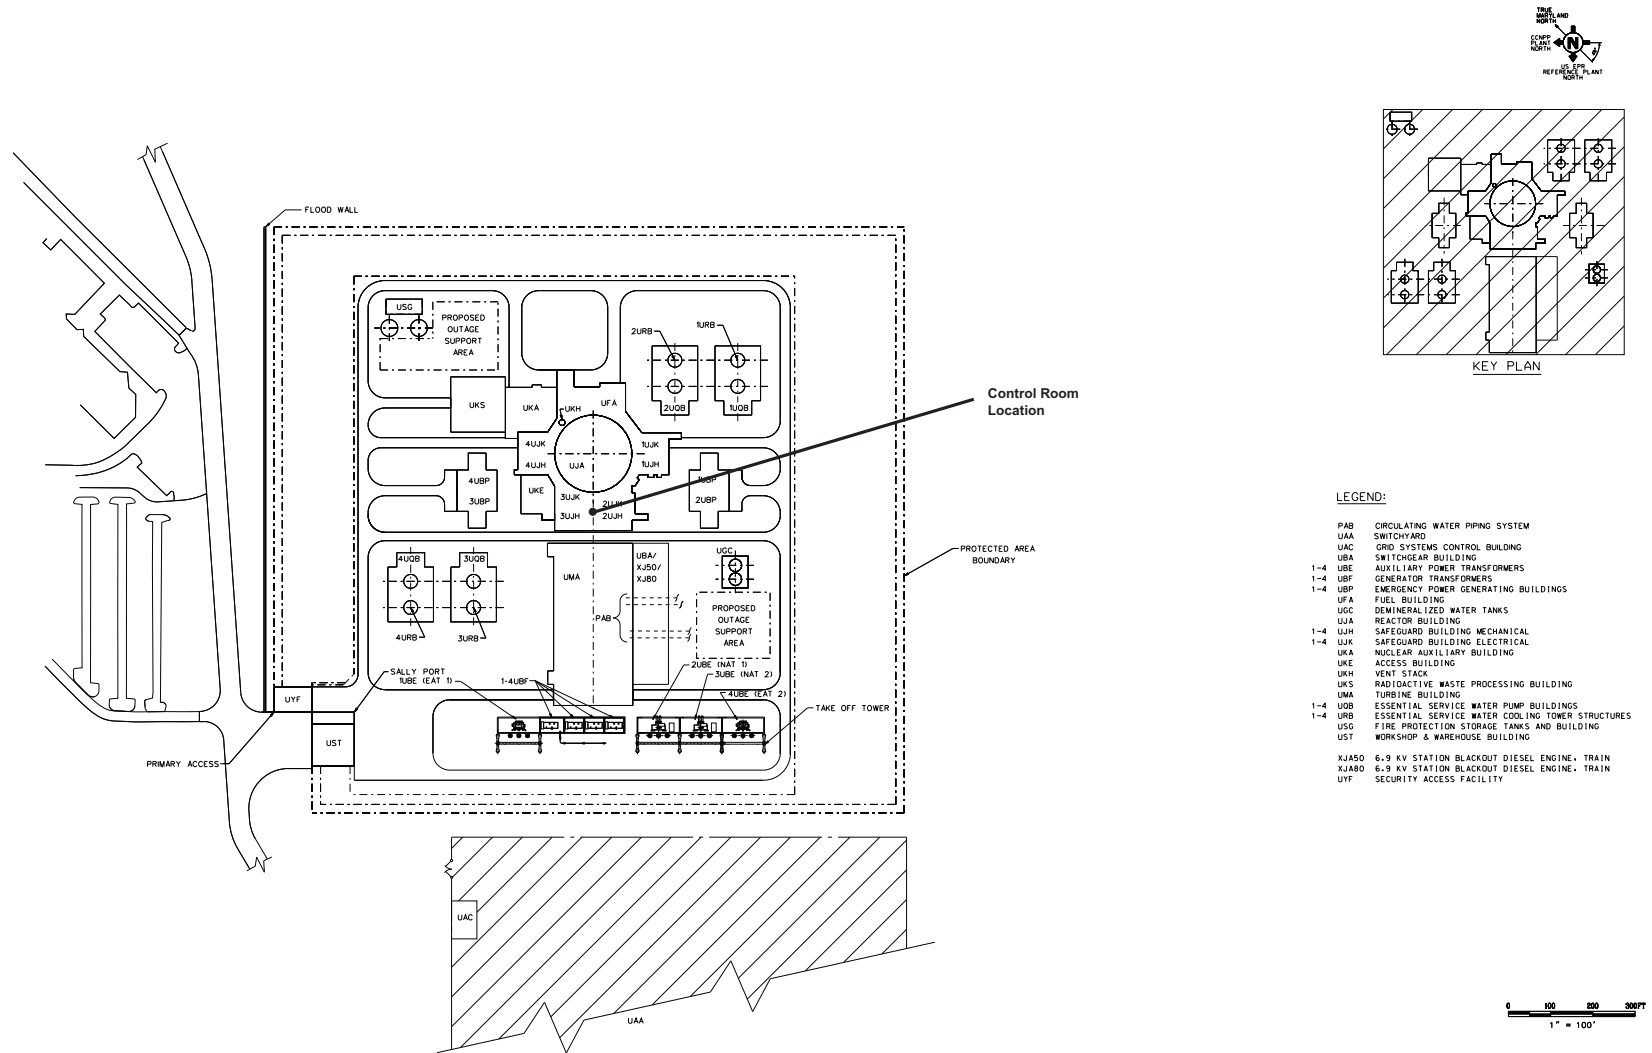 TRUE
MARYLAND
NORTH
CCNPP
PLANT
NORTH
N
US EPR
REFERENCE PLANT
NORTH
KEY PLAN
FLOOD WALL
USG
PROPOSED
OUTAGE
SUPPORT
AREA
2URB
1URB
2UQB
1UQB
Control Room
Location
UKS
UKA
UKH
UFA
4UJK
1UJK
4UJH
UJA
1UJH
4UBP
3UBP
UKE
3UJK
2UJK
3UJH
2UJH
1UBP
2UBP
4UQB
3UQB
4URB
3URB
UMA
UBA/
XJ50/
XJ80
UGC
PAB
PROPOSED
OUTAGE
SUPPORT
AREA
PROTECTED AREA
BOUNDARY
SALLY PORT
1UBE (EAT 1)
1-4UBF
2UBE (NAT 1)
3UBE (NAT 2)
4UBE (EAT 2)
TAKE OFF TOWER
UYF
UST
PRIMARY ACCESS
UAC
UAA
LEGEND:
PAB CIRCULATING WATER PIPING SYSTEM
UAA SWITCHYARD
UAC GRID SYSTEMS CONTROL BUILDING
UBA SWITCHGEAR BUILDING
1-4 UBE AUXILIARY POWER TRANSFORMERS
1-4 UBF GENERATOR TRANSFORMERS
1-4 UBP EMERGENCY POWER GENERATING BUILDINGS
UFA FUEL BUILDING
UGC DEMINERALIZED WATER TANKS
UJA REACTOR BUILDING
1-4 UJH SAFEGUARD BUILDING MECHANICAL
1-4 UJK SAFEGUARD BUILDING ELECTRICAL
UKA NUCLEAR AUXILIARY BUILDING
UKE ACCESS BUILDING
UKH VENT STACK
UKS RADIOACTIVE WASTE PROCESSING BUILDING
UMA TURBINE BUILDING
1-4 UQB ESSENTIAL SERVICE WATER PUMP BUILDINGS
1-4 URB ESSENTIAL SERVICE WATER COOLING TOWER STRUCTURES
USG FIRE PROTECTION STORAGE TANKS AND BUILDING
UST WORKSHOP & WAREHOUSE BUILDING
XJA50 6.9 KV STATION BLACKOUT DIESEL ENGINE, TRAIN
XJA80 6.9 KV STATION BLACKOUT DIESEL ENGINE, TRAIN
UYF SECURITY ACCESS FACILITY
0 100 200 300FT
1" = 100'